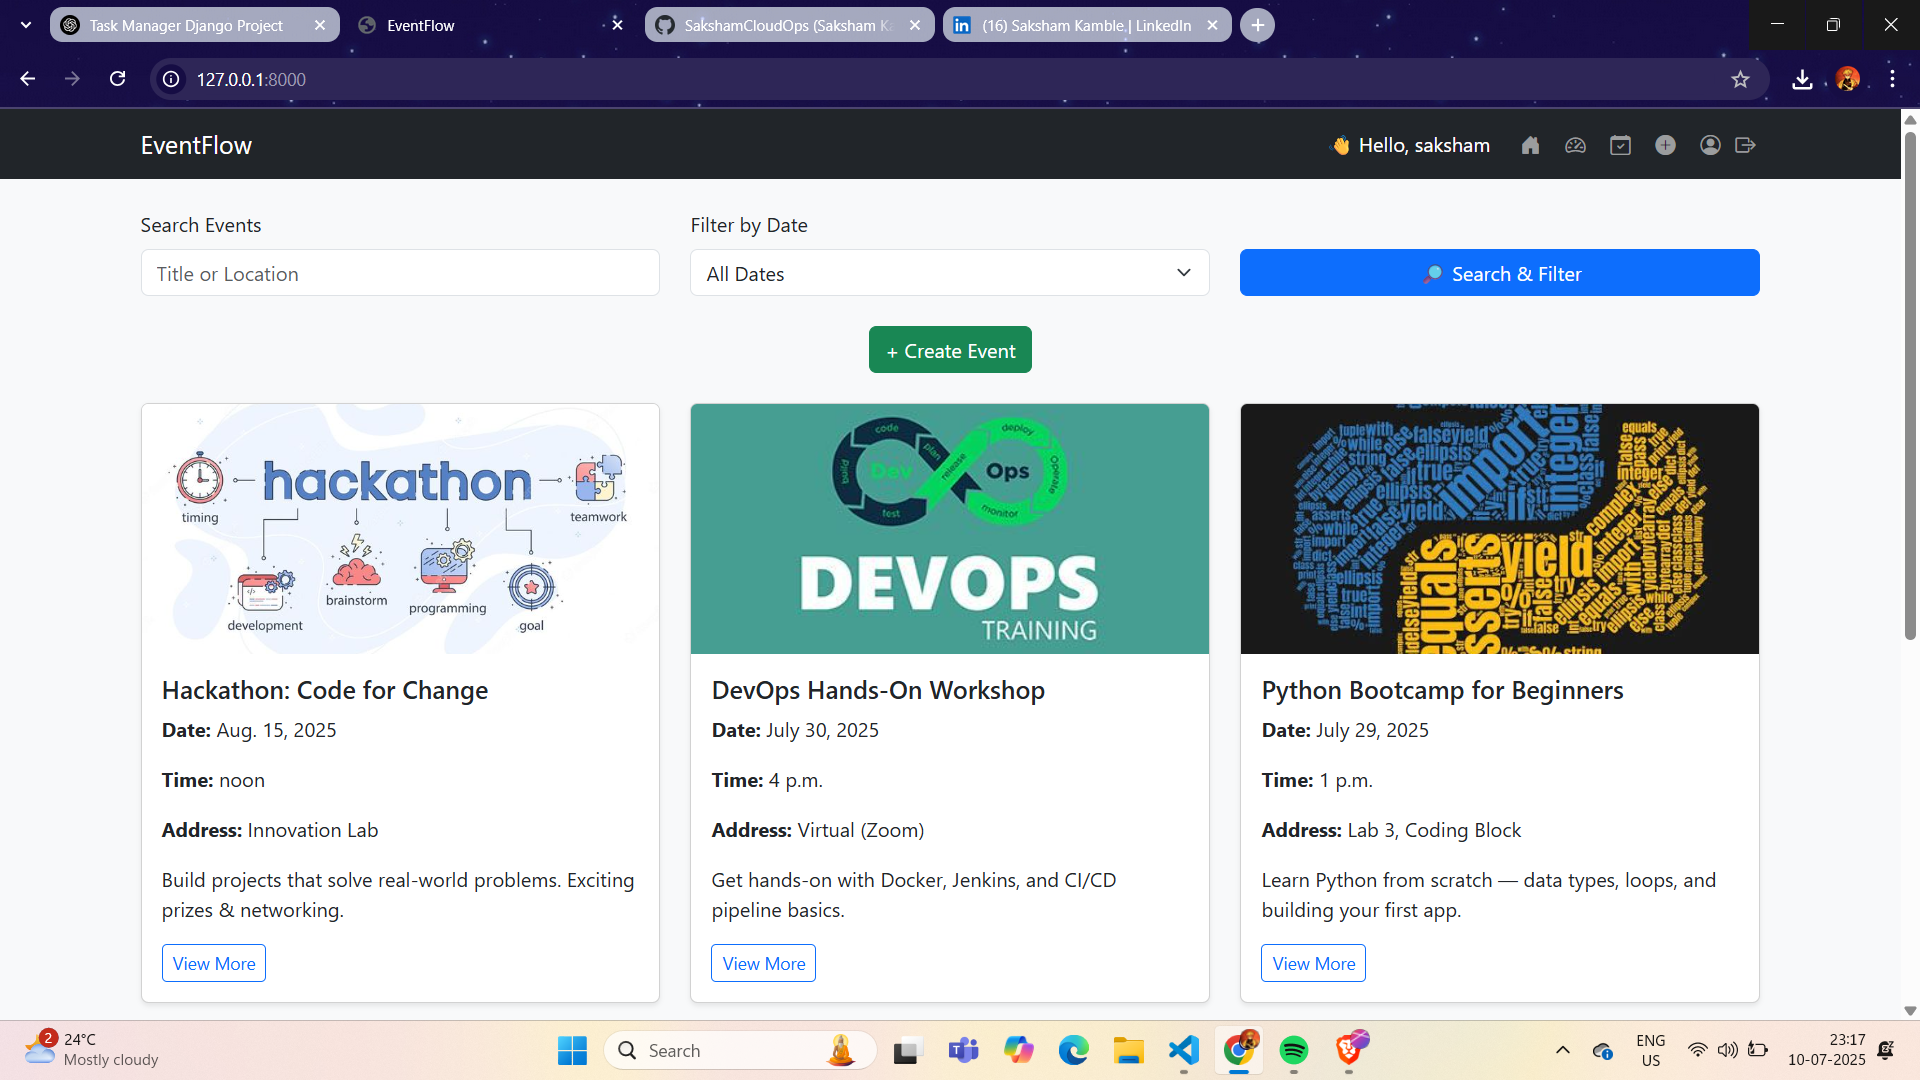 Task Manager Django Project
EventFlow
SakshamCloudOps (Saksham Ka
(16) Saksham Kamble | LinkedIn
127.0.0.1:8000
EventFlow
👋 Hello, saksham
Search Events
Filter by Date
Title or Location
All Dates
🔎 Search & Filter
+ Create Event
hackathon
timing
teamwork
brainstorm
programming
development
goal
code
plan
build
test
release
deploy
Operate
monitor
Dev
Ops
DEVOPS
TRAINING
equals
import
integer
yield
asserts
ellipsis
Hackathon: Code for Change
Date: Aug. 15, 2025
Time: noon
Address: Innovation Lab
Build projects that solve real-world problems. Exciting
prizes & networking.
View More
DevOps Hands-On Workshop
Date: July 30, 2025
Time: 4 p.m.
Address: Virtual (Zoom)
Get hands-on with Docker, Jenkins, and CI/CD
pipeline basics.
View More
Python Bootcamp for Beginners
Date: July 29, 2025
Time: 1 p.m.
Address: Lab 3, Coding Block
Learn Python from scratch — data types, loops, and
building your first app.
View More
2
24°C
Mostly cloudy
Search
ENG
US
23:17
10-07-2025